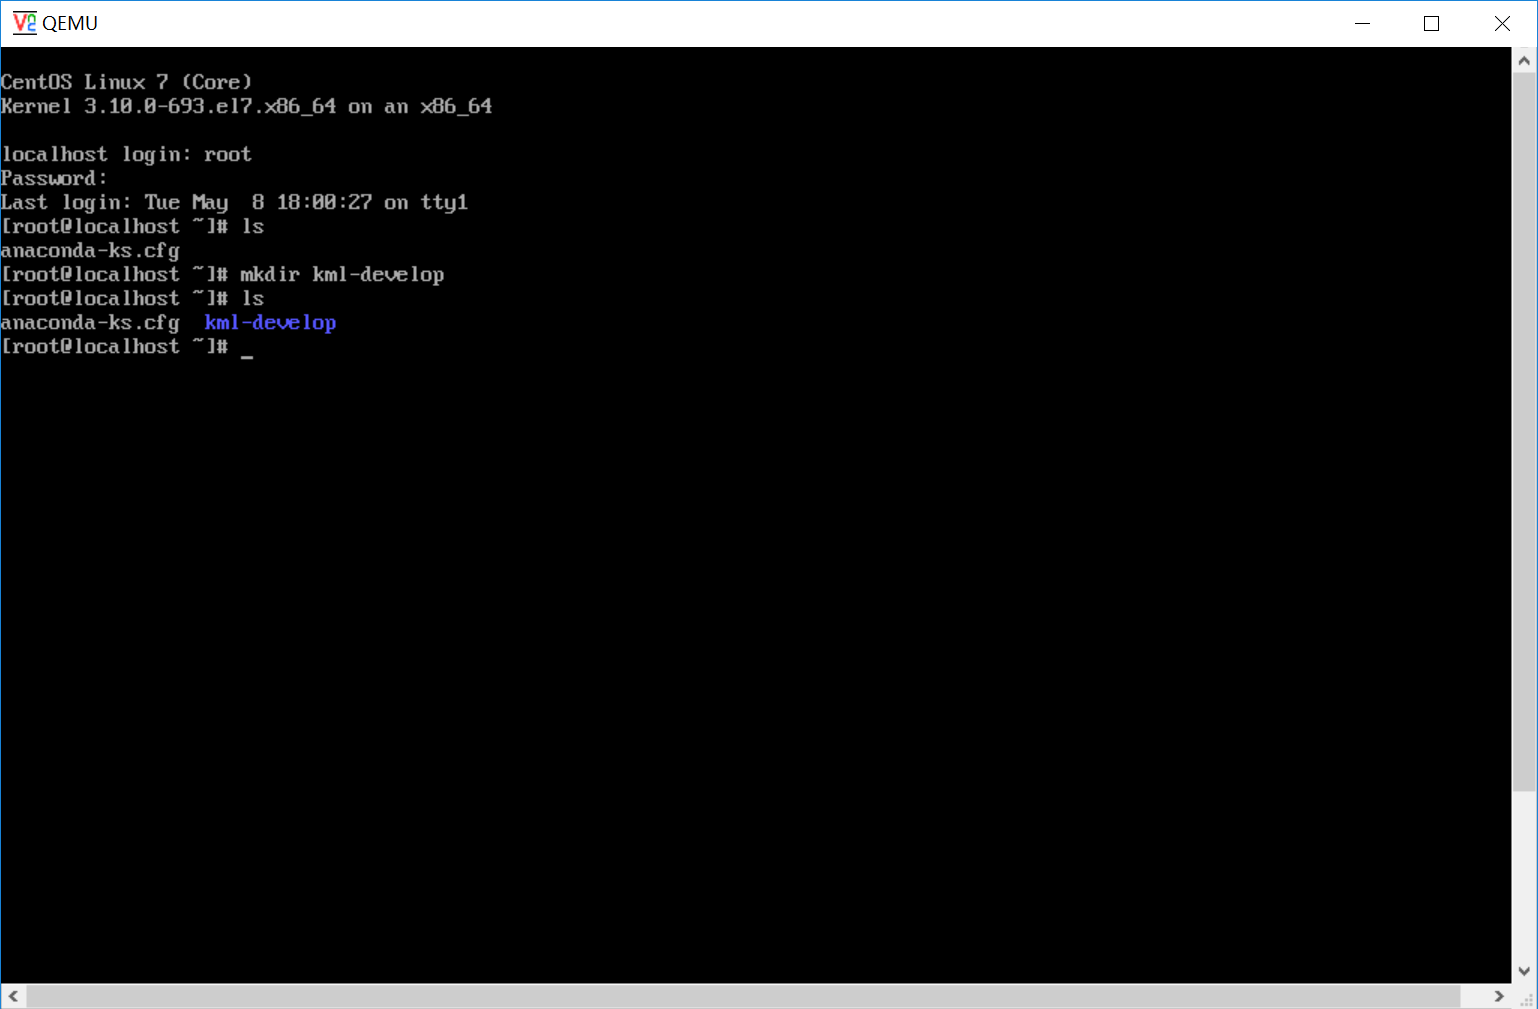 QEMU
CentOS Linux 7 (Core)
Kernel 3.10.0-693.el7.x86_64 on an x86_64
localhost login: root
Password:
Last login: Tue May  8 18:00:27 on tty1
[root@localhost ~]# ls
anaconda-ks.cfg
[root@localhost ~]# mkdir kml-develop
[root@localhost ~]# ls
anaconda-ks.cfg  kml-develop
[root@localhost ~]# _